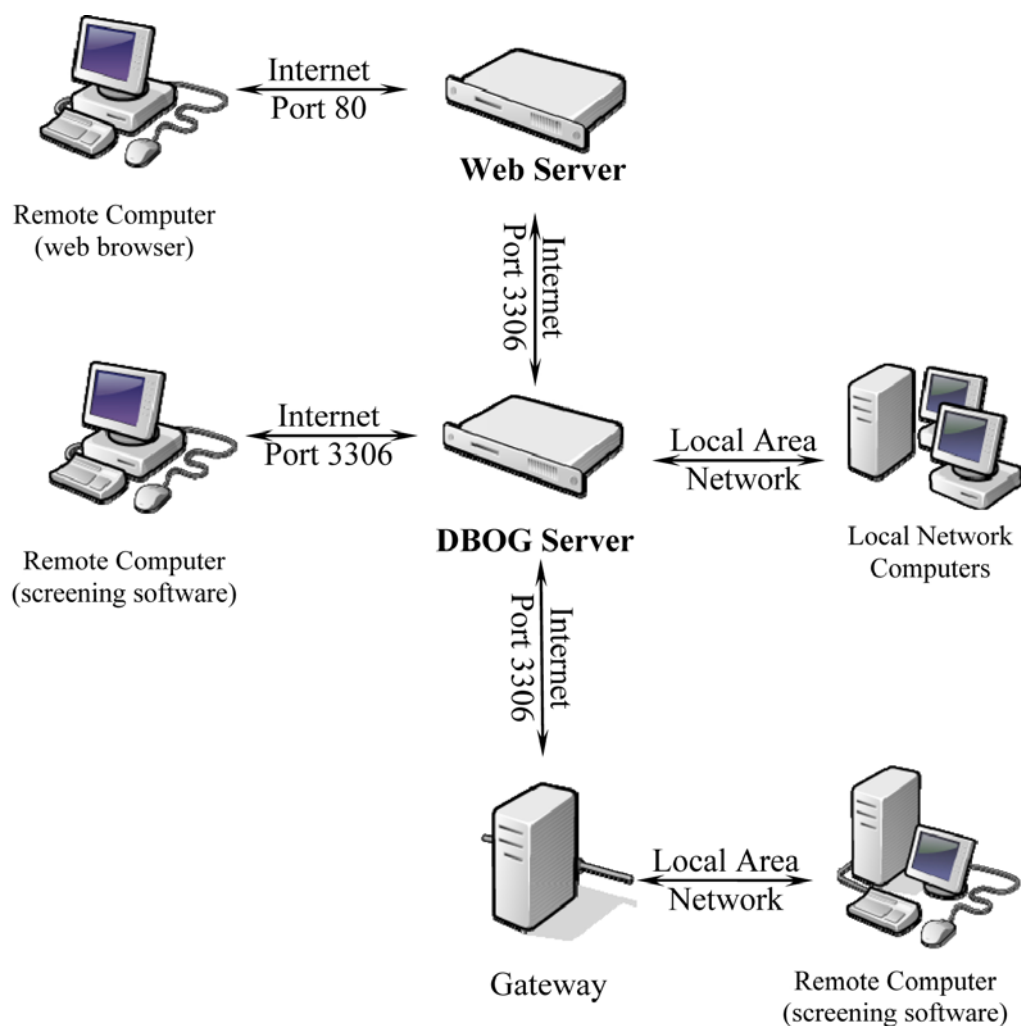 Internet
Port 80
Web Server
Remote Computer
(web browser)
Internet
Port 3306
Internet
Port 3306
Local Area
Network
DBOG Server
Local Network
Computers
Remote Computer
(screening software)
Internet
Port 3306
Local Area
Network
Gateway
Remote Computer
(screening software)